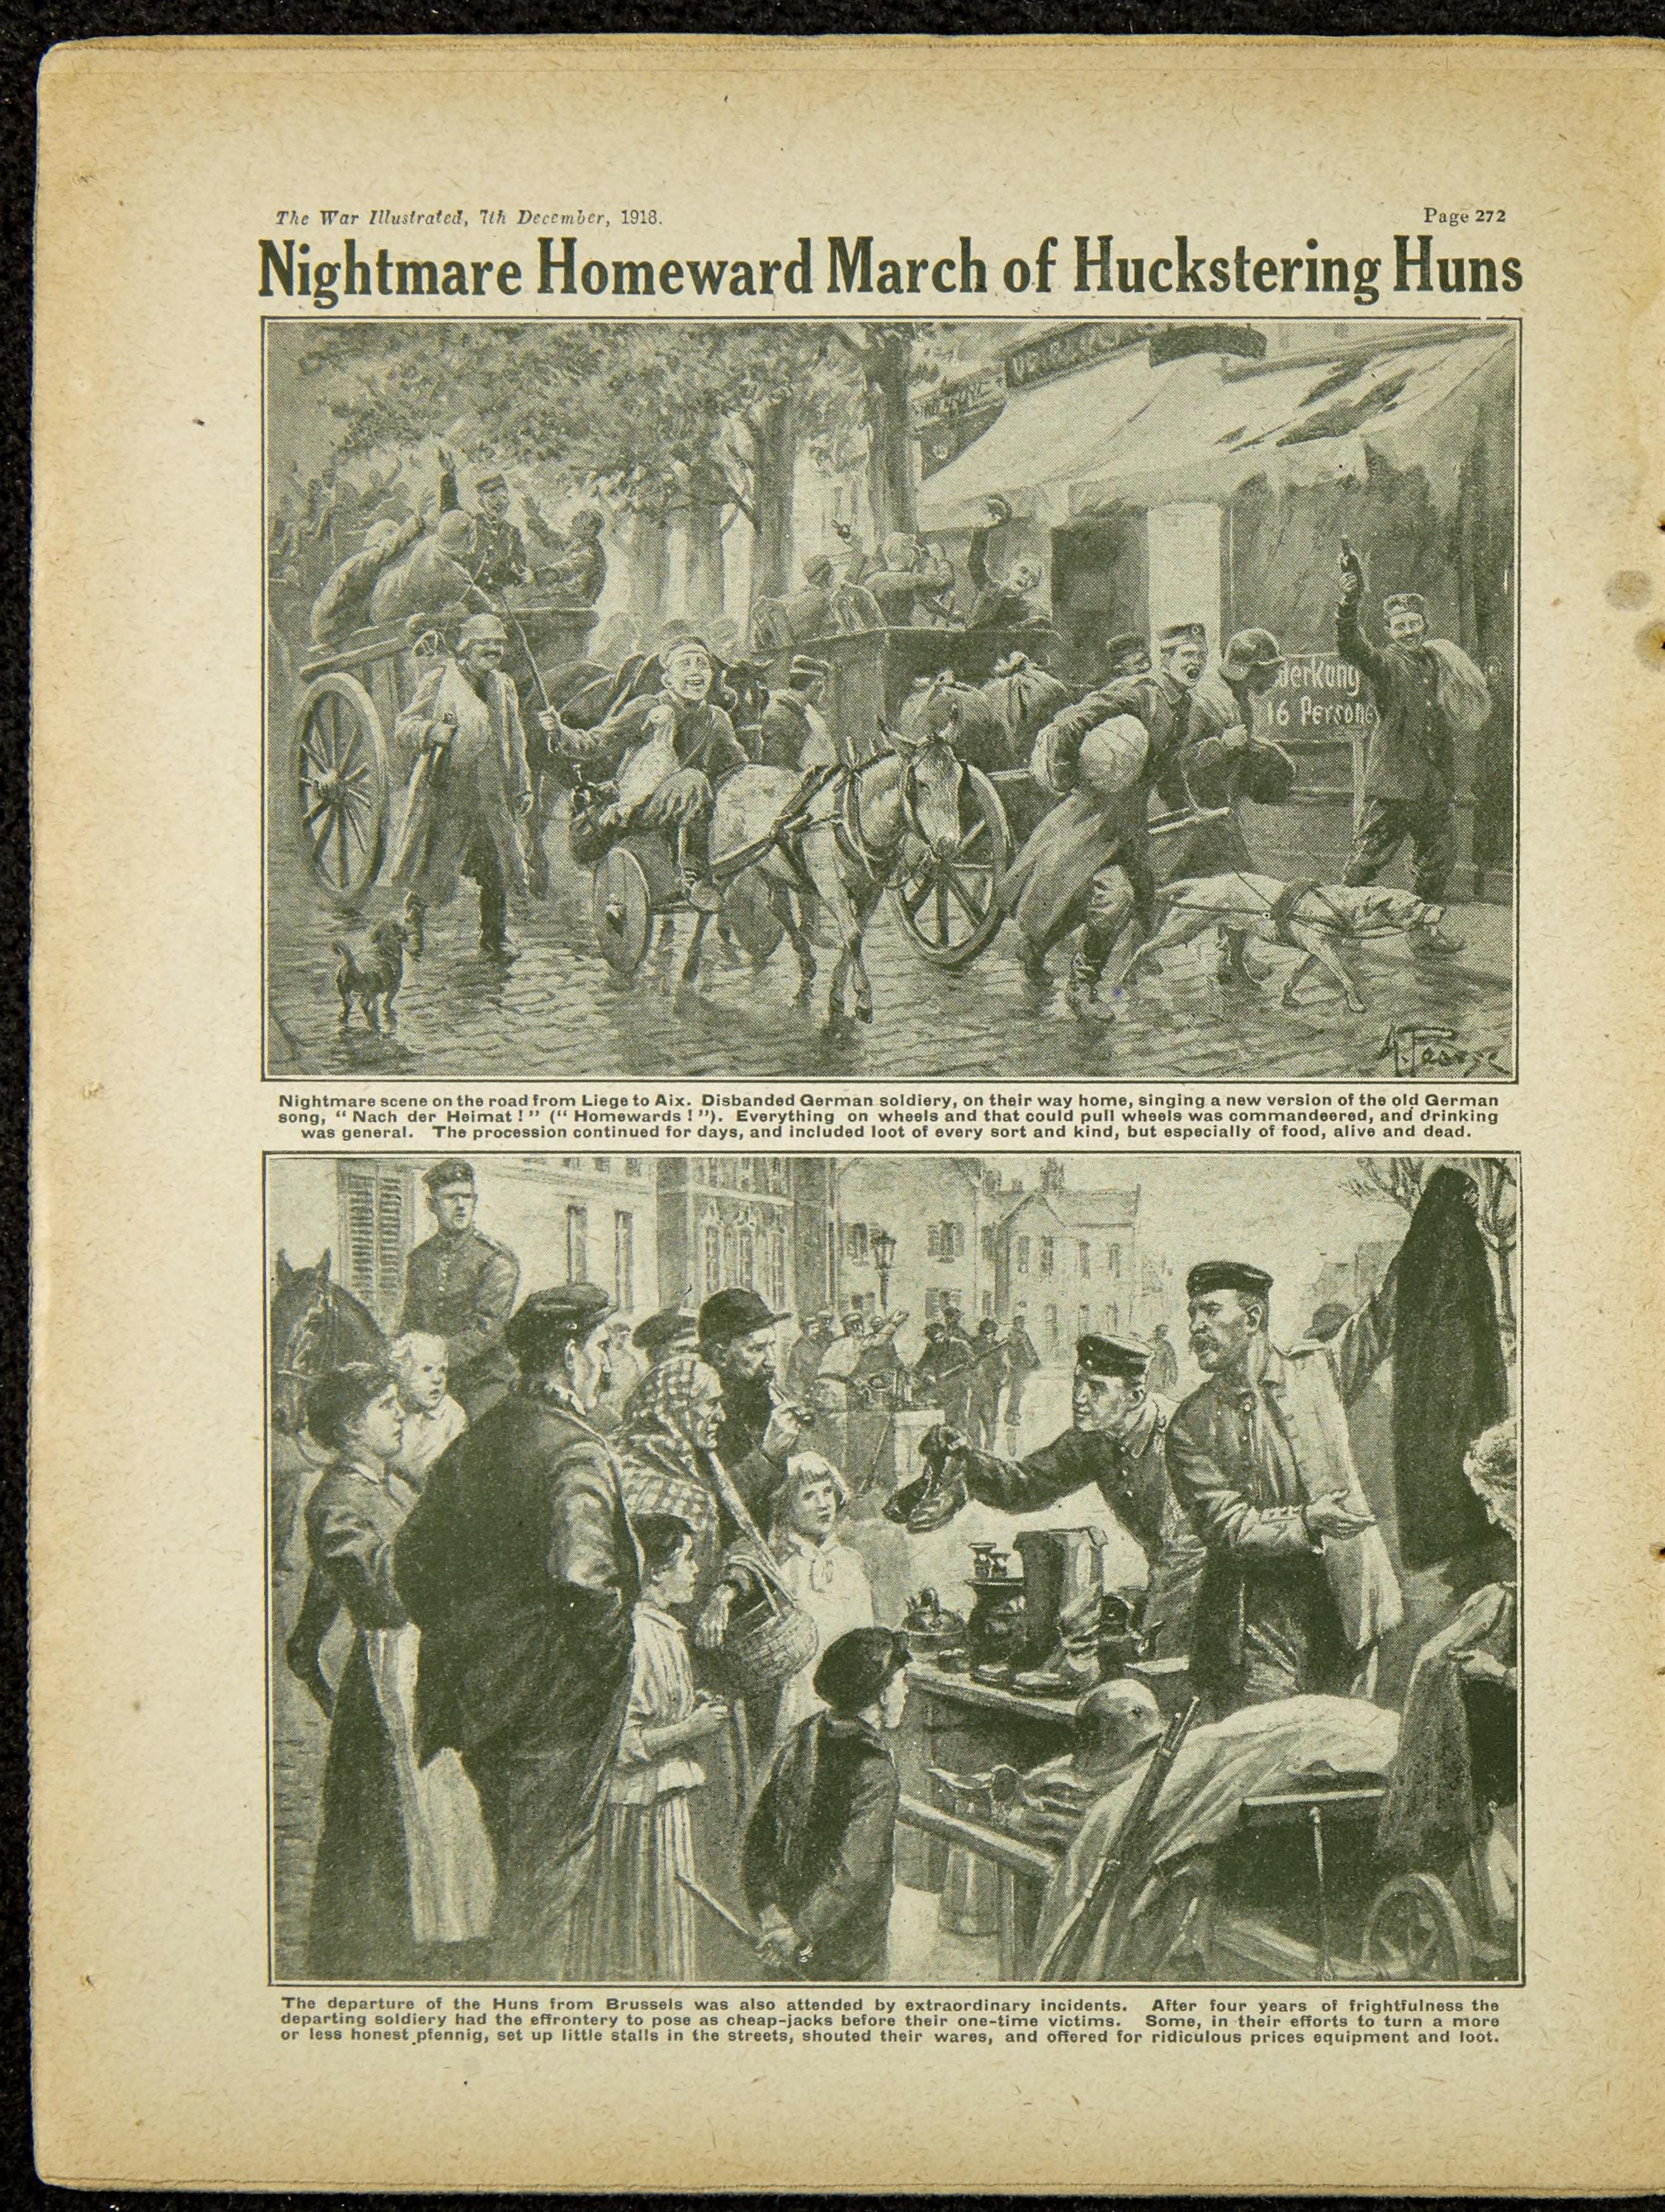 The War Illustrated, 7th December, 1918.
Page 272
Nightmare Homeward March of Huckstering Huns
derkung
16 Persone
Nightmare scene on the road from Liege to Aix. Disbanded German soldiery, on their way home, singing a new version of the old German
song, “ Nach der Heimat ! ” (“ Homewards ! ”). Everything on wheels and that could pull wheels was commandeered, and drinking
was general. The procession continued for days, and included loot of every sort and kind, but especially of food, alive and dead.
The departure of the Huns from Brussels was also attended by extraordinary incidents. After four years of frightfulness the
departing soldiery had the effrontery to pose as cheap-jacks before their one-time victims. Some, in their efforts to turn a more
or less honest pfennig, set up little stalls in the streets, shouted their wares, and offered for ridiculous prices equipment and loot.